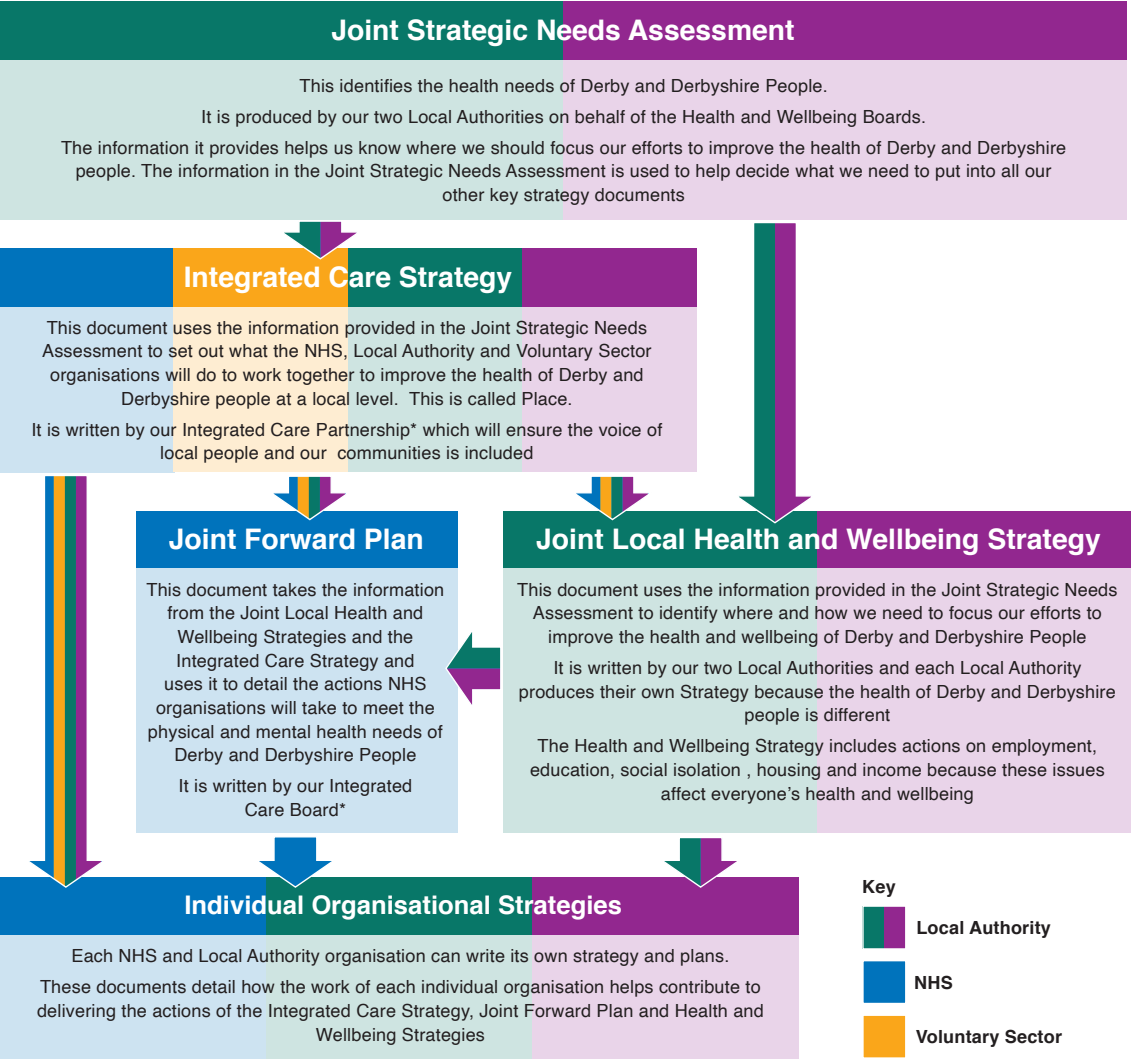 Joint Strategic Needs Assessment
This identifies the health needs of Derby and Derbyshire People.
It is produced by our two Local Authorities on behalf of the Health and Wellbeing Boards.
The information it provides helps us know where we should focus our efforts to improve the health of Derby and Derbyshire
people. The information in the Joint Strategic Needs Assessment is used to help decide what we need to put into all our
other key strategy documents
Integrated Care Strategy
This document uses the information provided in the Joint Strategic Needs
Assessment to set out what the NHS, Local Authority and Voluntary Sector
organisations will do to work together to improve the health of Derby and
Derbyshire people at a local level.  This is called Place.
It is written by our Integrated Care Partnership* which will ensure the voice of
local people and our  communities is included
Joint Forward Plan
This document takes the information
from the Joint Local Health and
Wellbeing Strategies and the
Integrated Care Strategy and
uses it to detail the actions NHS
organisations will take to meet the
physical and mental health needs of
Derby and Derbyshire People
It is written by our Integrated
Care Board*
Joint Local Health and Wellbeing Strategy
This document uses the information provided in the Joint Strategic Needs
Assessment to identify where and how we need to focus our efforts to
improve the health and wellbeing of Derby and Derbyshire People
It is written by our two Local Authorities and each Local Authority
produces their own Strategy because the health of Derby and Derbyshire
people is different
The Health and Wellbeing Strategy includes actions on employment,
education, social isolation , housing and income because these issues
affect everyone’s health and wellbeing
Individual Organisational Strategies
Each NHS and Local Authority organisation can write its own strategy and plans.
These documents detail how the work of each individual organisation helps contribute to
delivering the actions of the Integrated Care Strategy, Joint Forward Plan and Health and
Wellbeing Strategies
Key
Local Authority
NHS
Voluntary Sector